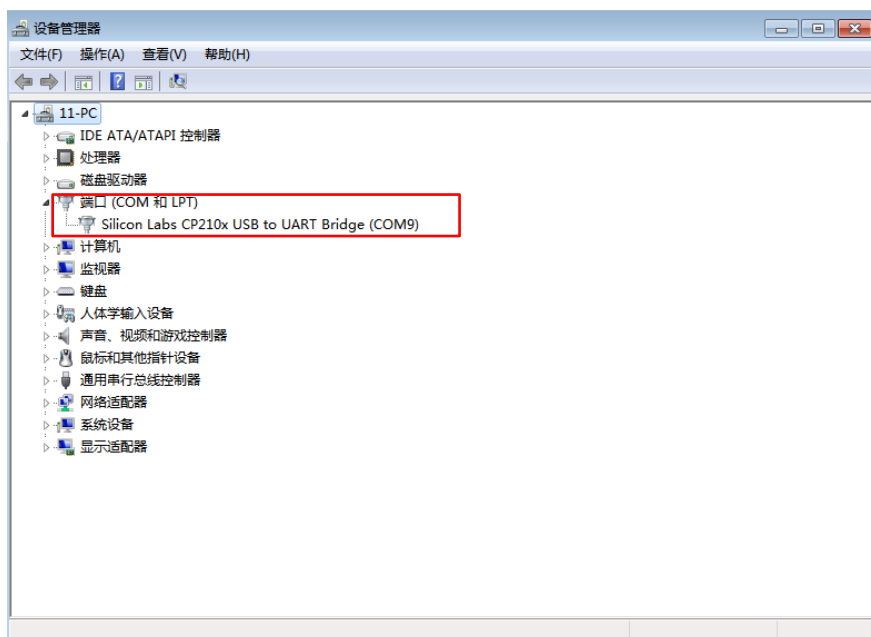 设备管理器
文件(F) 操作(A) 查看(V) 帮助(H)
11-PC
IDE ATA/ATAPI 控制器
处理器
磁盘驱动器
端口 (COM 和 LPT)
Silicon Labs CP210x USB to UART Bridge (COM9)
计算机
监视器
键盘
人体学输入设备
声音、视频和游戏控制器
鼠标和其他指针设备
通用串行总线控制器
网络适配器
系统设备
显示适配器